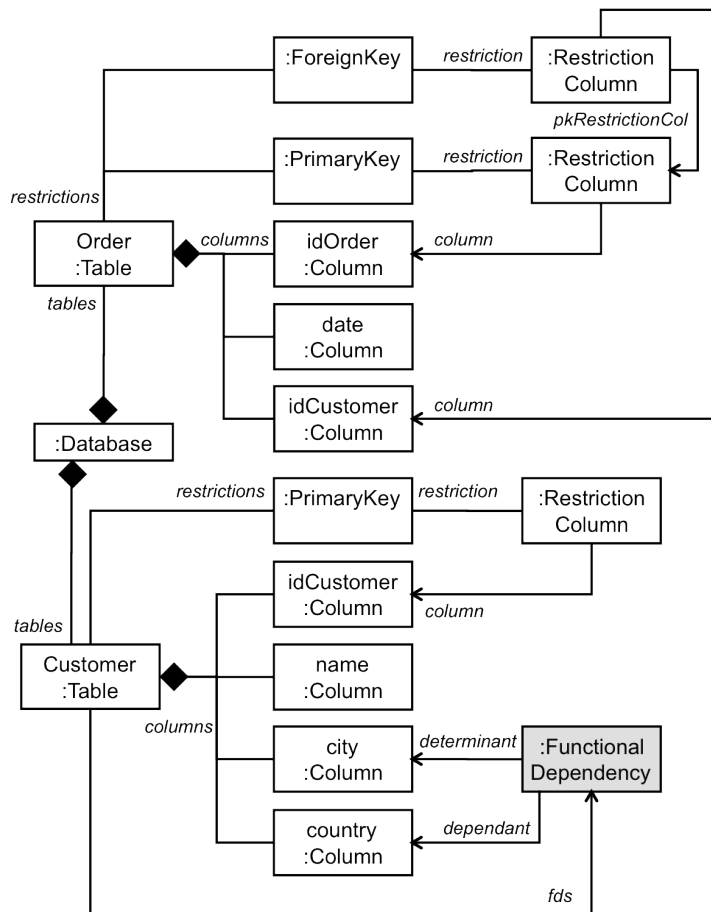 :ForeignKey
restriction
:Restriction
Column
pkRestrictionCol
:PrimaryKey
restriction
:Restriction
Column
restrictions
Order
:Table
columns
idOrder
:Column
column
tables
date
:Column
idCustomer
:Column
column
:Database
restrictions
:PrimaryKey
restriction
:Restriction
Column
idCustomer
:Column
column
tables
Customer
:Table
name
:Column
columns
city
:Column
determinant
:Functional
Dependency
country
:Column
dependant
fds